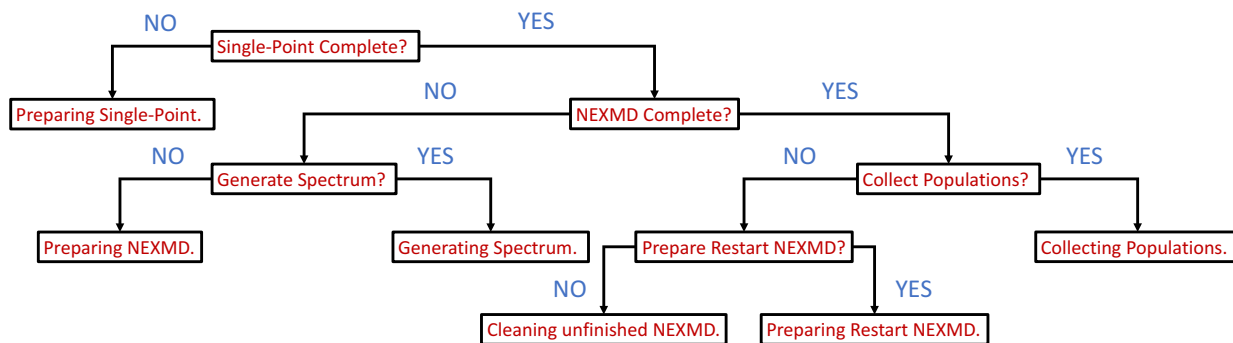 NO
YES
Single-Point Complete?
Preparing Single-Point.
NO
YES
NEXMD Complete?
NO
YES
Generate Spectrum?
NO
YES
Collect Populations?
Preparing NEXMD.
Generating Spectrum.
Prepare Restart NEXMD?
Collecting Populations.
NO
YES
Cleaning unfinished NEXMD.
Preparing Restart NEXMD.